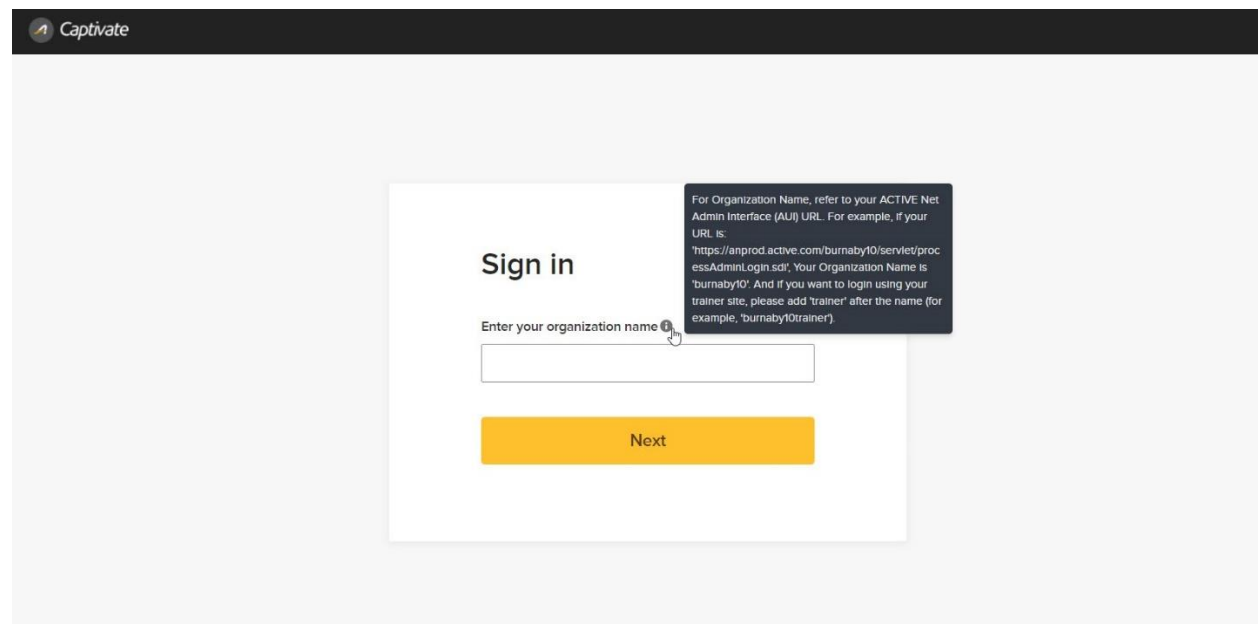 Captivate
For Organization Name, refer to your ACTIVE Net
Admin Interface (AUI) URL. For example, if your
URL is:
'https://anprod.active.com/burnaby10/servlet/proc
essAdminLogin.sdi', Your Organization Name is
'burnaby10'. And if you want to login using your
trainer site, please add 'trainer' after the name (for
example, 'burnaby10trainer').
Sign in
Enter your organization name
Next